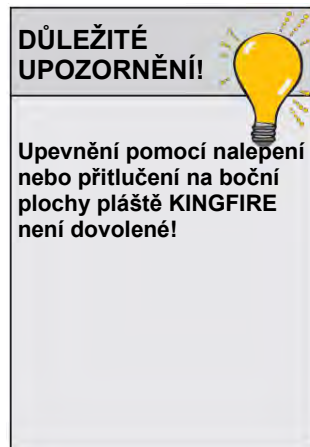 DŮLEŽITÉ
UPOZORNĚNÍ!
Upevnění pomocí nalepení
nebo přitlučení na boční
plochy pláště KINGFIRE
není dovolené!